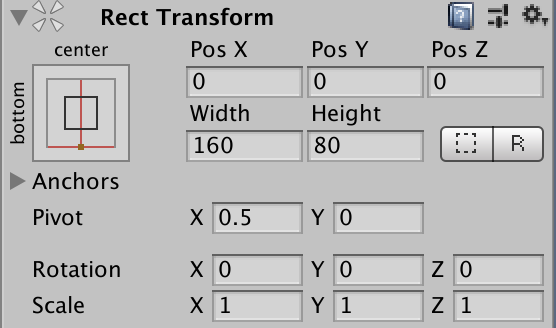 Rect Transform
center
bottom
Pos X Pos Y Pos Z
0 0 0
Width Height
160 80
R
Anchors
Pivot X 0.5 Y 0
Rotation X 0 Y 0 Z 0
Scale X 1 Y 1 Z 1